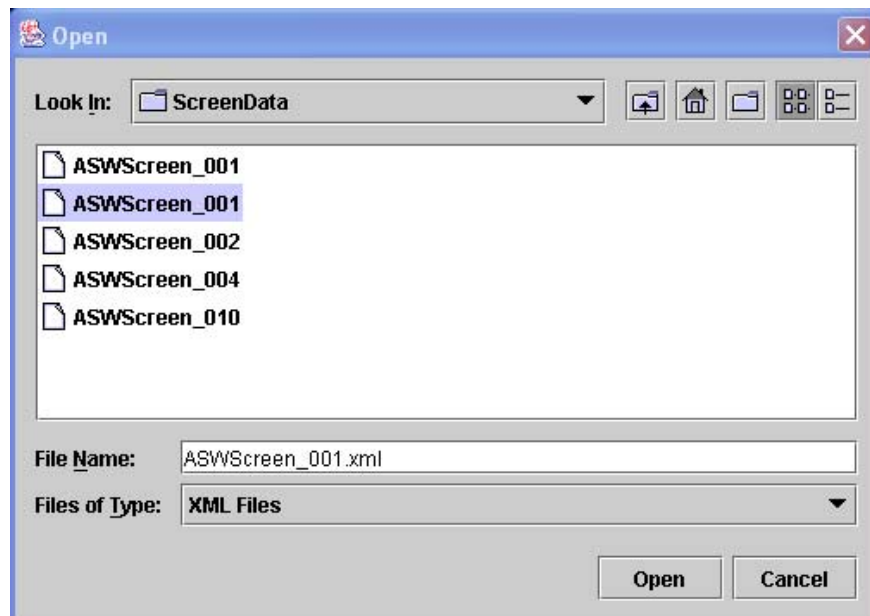 Open
Look In: ScreenData
ASWScreen_001
ASWScreen_001
ASWScreen_002
ASWScreen_004
ASWScreen_010
File Name: ASWScreen_001.xml
Files of Type: XML Files
Open Cancel